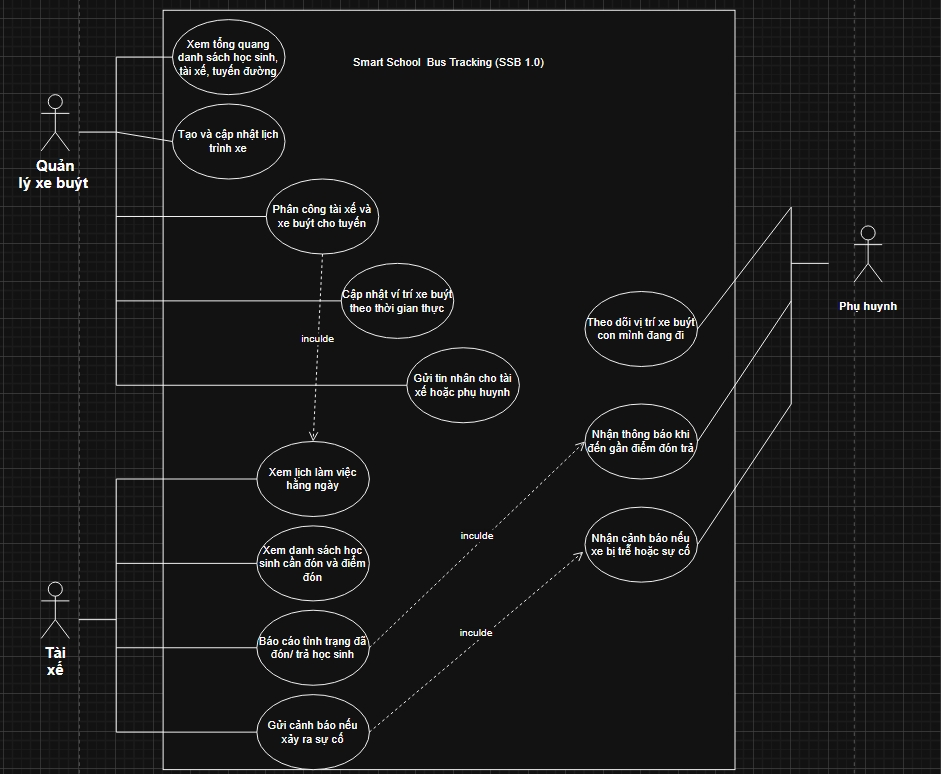 Xem tổng quang
danh sách học sinh,
tài xế, tuyến đường
Smart School Bus Tracking (SSB 1.0)
Tạo và cập nhật lịch
trình xe
Quản
lý xe buýt
Phân công tài xế và
xe buýt cho tuyến
Cập nhật ví trí xe buýt
theo thời gian thực
inculde
Gửi tin nhắn cho tài
xế hoặc phụ huynh
Phụ huynh
Theo dõi vị trí xe buýt
con mình đang đi
Nhận thông báo khi
đến gần điểm đón trả
Xem lịch làm việc
hằng ngày
inculde
Nhận cảnh báo nếu
xe bị trễ hoặc sự cố
Xem danh sách học
sinh cần đón và điểm
đón
Báo cáo tình trạng đã
đón/ trả học sinh
inculde
Tài
xế
Gửi cảnh báo nếu
xảy ra sự cố